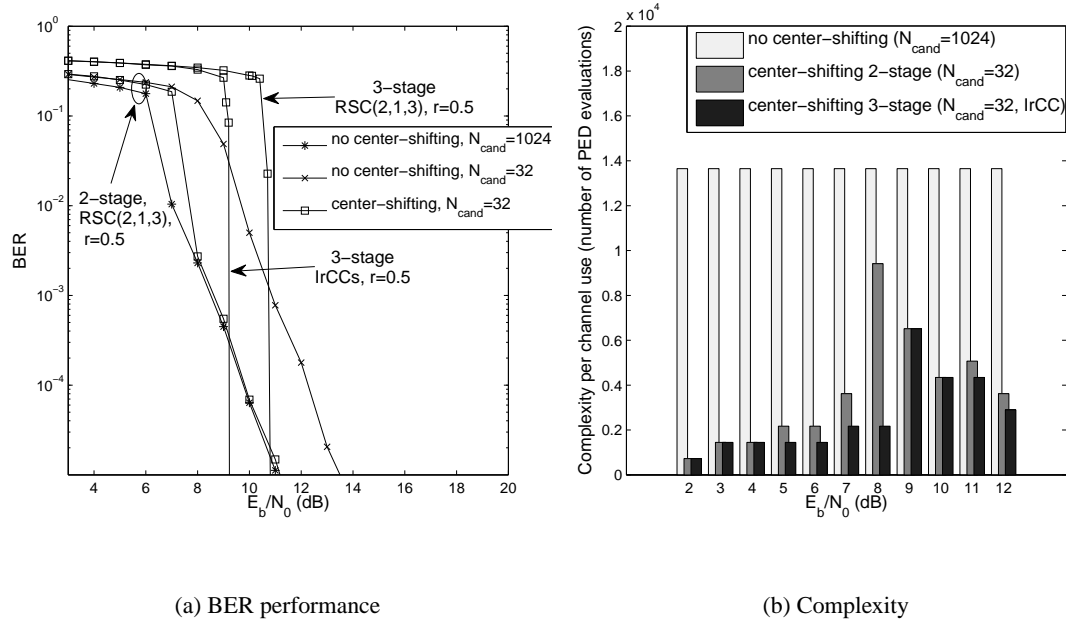 10^0
10^-1
10^-2
10^-3
10^-4
BER
4 6 8 10 12 14 16 18 20
E_b/N_0 (dB)
3−stage
RSC(2,1,3), r=0.5
no center−shifting, N_cand=1024
no center−shifting, N_cand=32
center−shifting, N_cand=32
2−stage,
RSC(2,1,3),
r=0.5
3−stage
IrCCs, r=0.5
(a) BER performance
x 10^4
2
1.8
1.6
1.4
1.2
1
0.8
0.6
0.4
0.2
0
Complexity per channel use (number of PED evaluations)
no center−shifting (N_cand=1024)
center−shifting 2−stage (N_cand=32)
center−shifting 3−stage (N_cand=32, IrCC)
2 3 4 5 6 7 8 9 10 11 12
E_b/N_0 (dB)
(b) Complexity